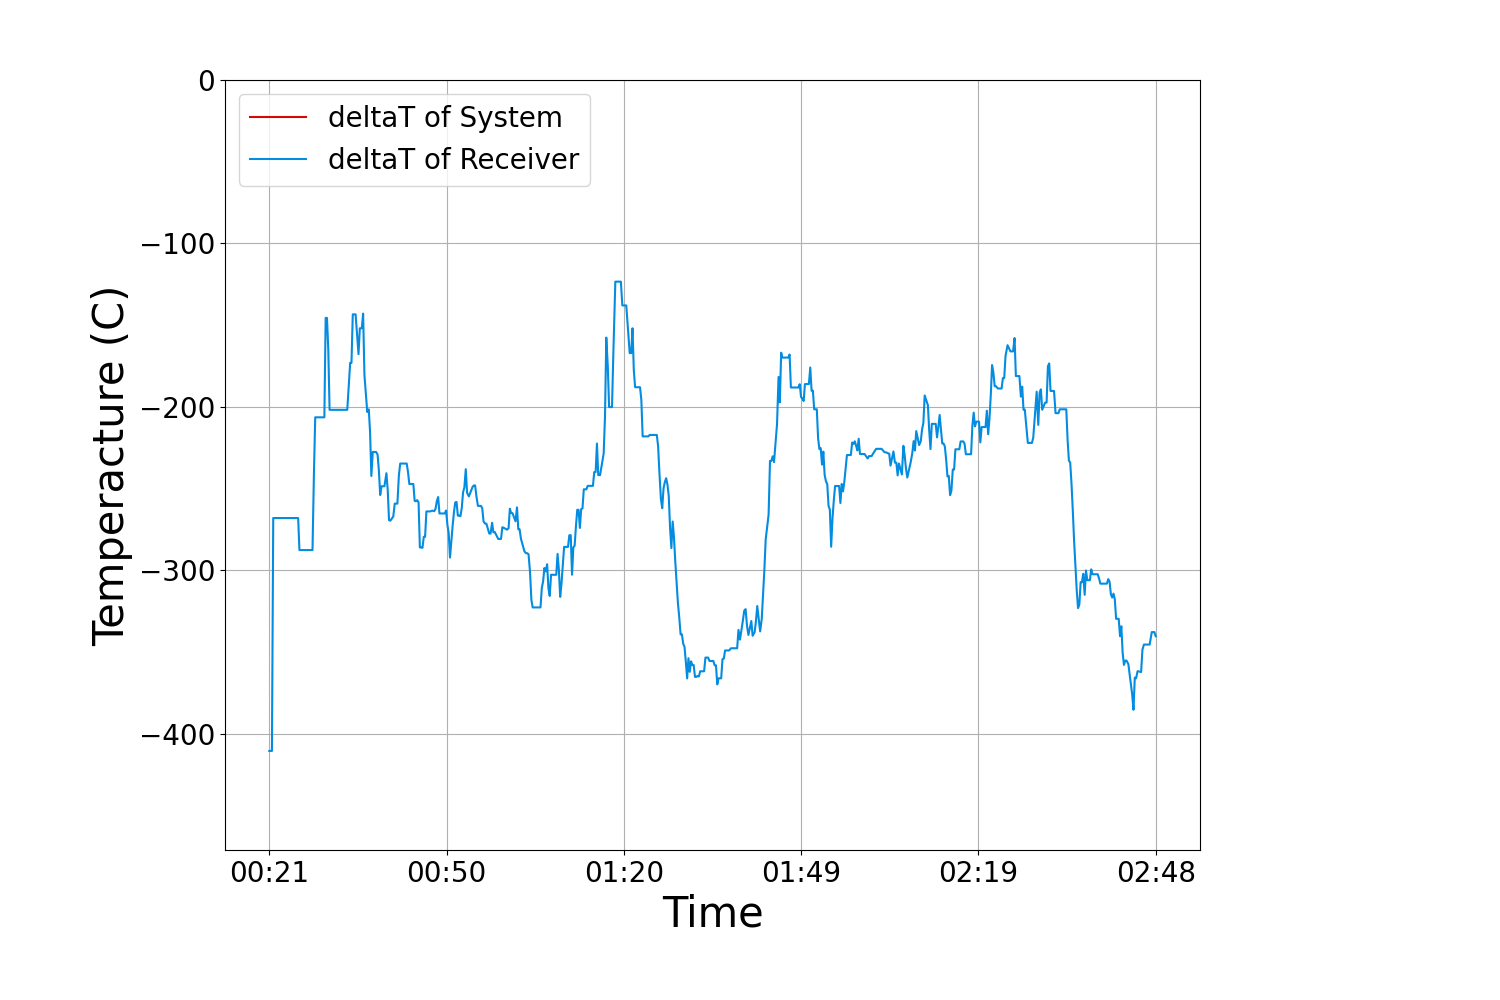 0
deltaT of System
deltaT of Receiver
−100
−200
−300
−400
Temperacture (C)
00:21 00:50 01:20 01:49 02:19 02:48
Time